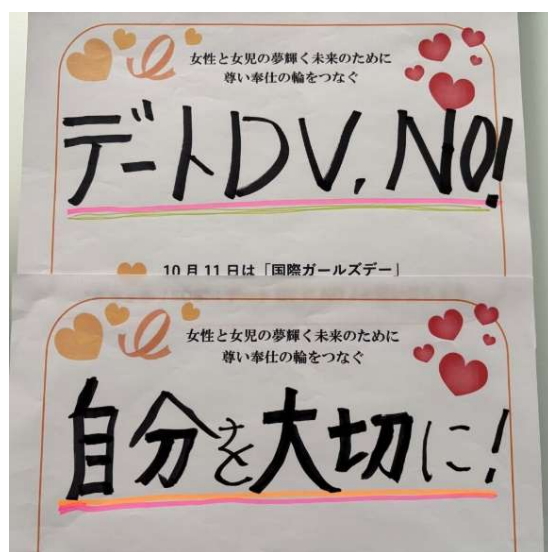 女性と女児の夢輝く未来のために
尊い奉仕の輪をつなぐ
デートDV,NO!
10月11日は「国際ガールズデー」
女性と女児の夢輝く未来のために
尊い奉仕の輪をつなぐ
自分を大切に!